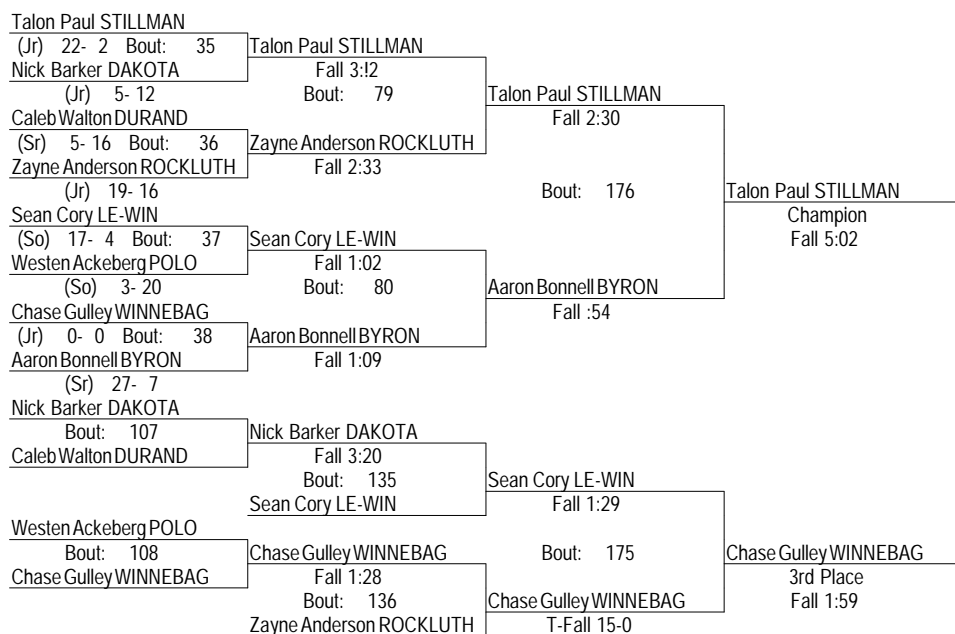 Talon Paul STILLMAN
(Jr) 22- 2 Bout: 35 Talon Paul STILLMAN
Nick Barker DAKOTA Fall 3:!2
(Jr) 5- 12 Bout: 79 Talon Paul STILLMAN
Caleb Walton DURAND Fall 2:30
(Sr) 5- 16 Bout: 36 Zayne Anderson ROCKLUTH
Zayne Anderson ROCKLUTH Fall 2:33
(Jr) 19- 16 Bout: 176 Talon Paul STILLMAN
Sean Cory LE-WIN Champion
(So) 17- 4 Bout: 37 Sean Cory LE-WIN Fall 5:02
Westen Ackeberg POLO Fall 1:02
(So) 3- 20 Bout: 80 Aaron Bonnell BYRON
Chase Gulley WINNEBAG Fall :54
(Jr) 0- 0 Bout: 38 Aaron Bonnell BYRON
Aaron Bonnell BYRON Fall 1:09
(Sr) 27- 7
Nick Barker DAKOTA
Bout: 107 Nick Barker DAKOTA
Caleb Walton DURAND Fall 3:20
Bout: 135 Sean Cory LE-WIN
Sean Cory LE-WIN Fall 1:29
Westen Ackeberg POLO
Bout: 108 Chase Gulley WINNEBAG Bout: 175 Chase Gulley WINNEBAG
Chase Gulley WINNEBAG Fall 1:28 3rd Place
Bout: 136 Chase Gulley WINNEBAG Fall 1:59
Zayne Anderson ROCKLUTH T-Fall 15-0